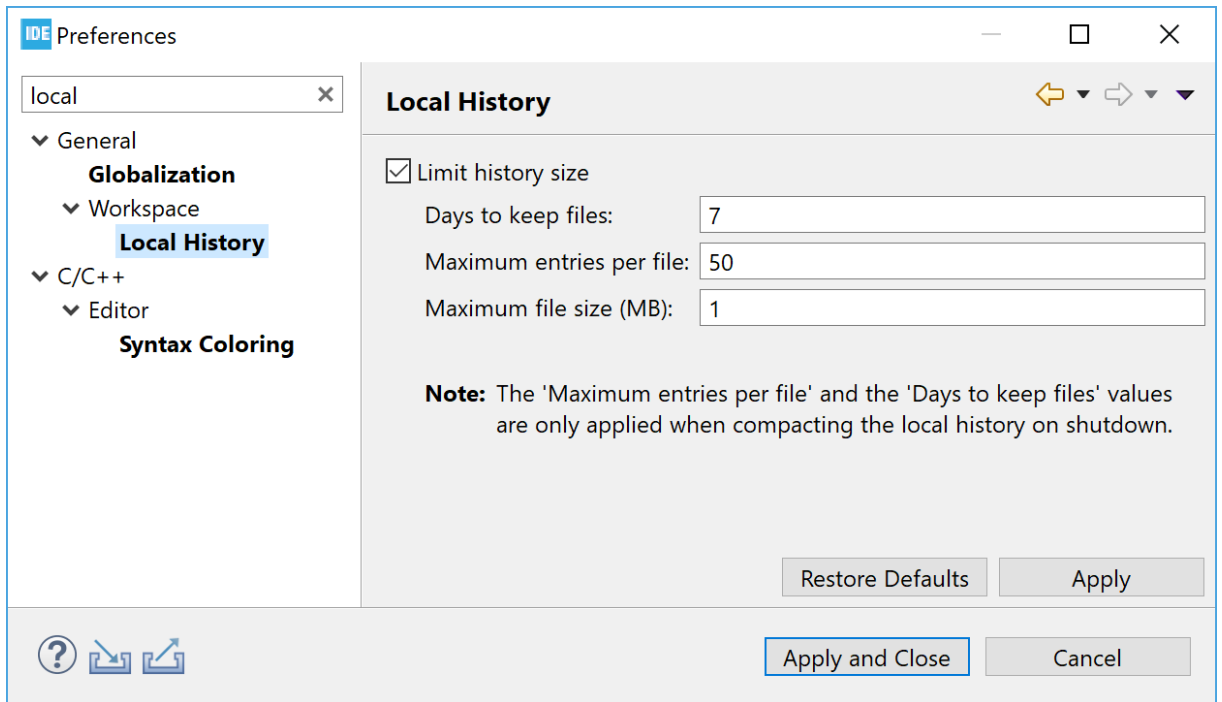 IDE Preferences
local
General
Globalization
Workspace
Local History
C/C++
Editor
Syntax Coloring
Local History
Limit history size
Days to keep files: 7
Maximum entries per file: 50
Maximum file size (MB): 1
Note: The 'Maximum entries per file' and the 'Days to keep files' values
are only applied when compacting the local history on shutdown.
Restore Defaults Apply
? Apply and Close Cancel